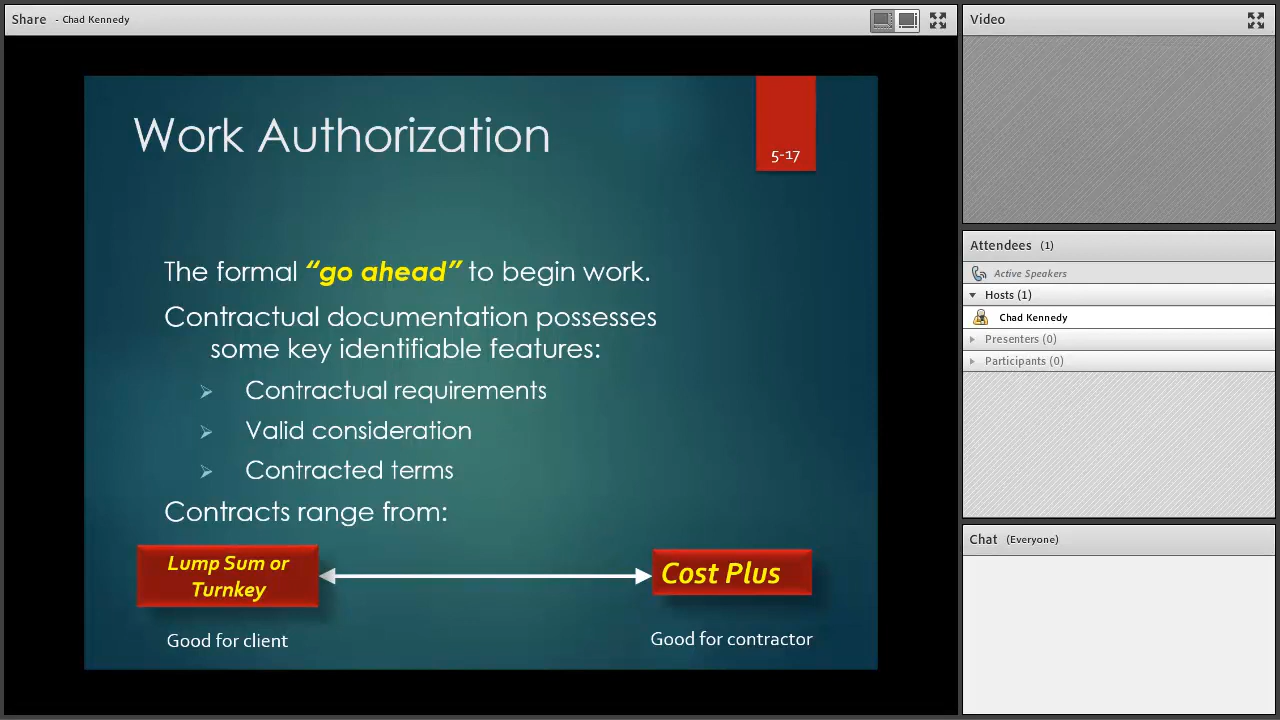 Share - Chad Kennedy
Work Authorization
5-17
The formal “go ahead” to begin work.
Contractual documentation possesses
some key identifiable features:
Contractual requirements
Valid consideration
Contracted terms
Contracts range from:
Lump Sum or
Turnkey
Cost Plus
Good for client
Good for contractor
Video
Attendees (1)
Active Speakers
Hosts (1)
Chad Kennedy
Presenters (0)
Participants (0)
Chat (Everyone)